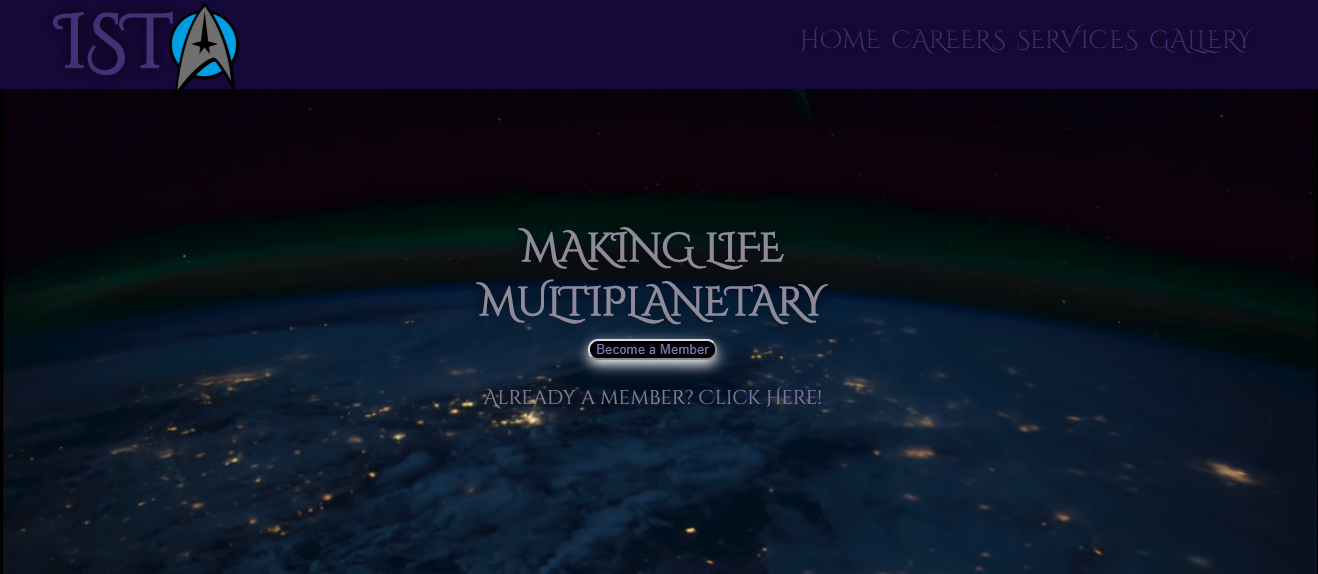 IST
HOME CAREERS SERVICES GALLERY
MAKING LIFE
MULTIPLANETARY
Become a Member
ALREADY A MEMBER? CLICK HERE!